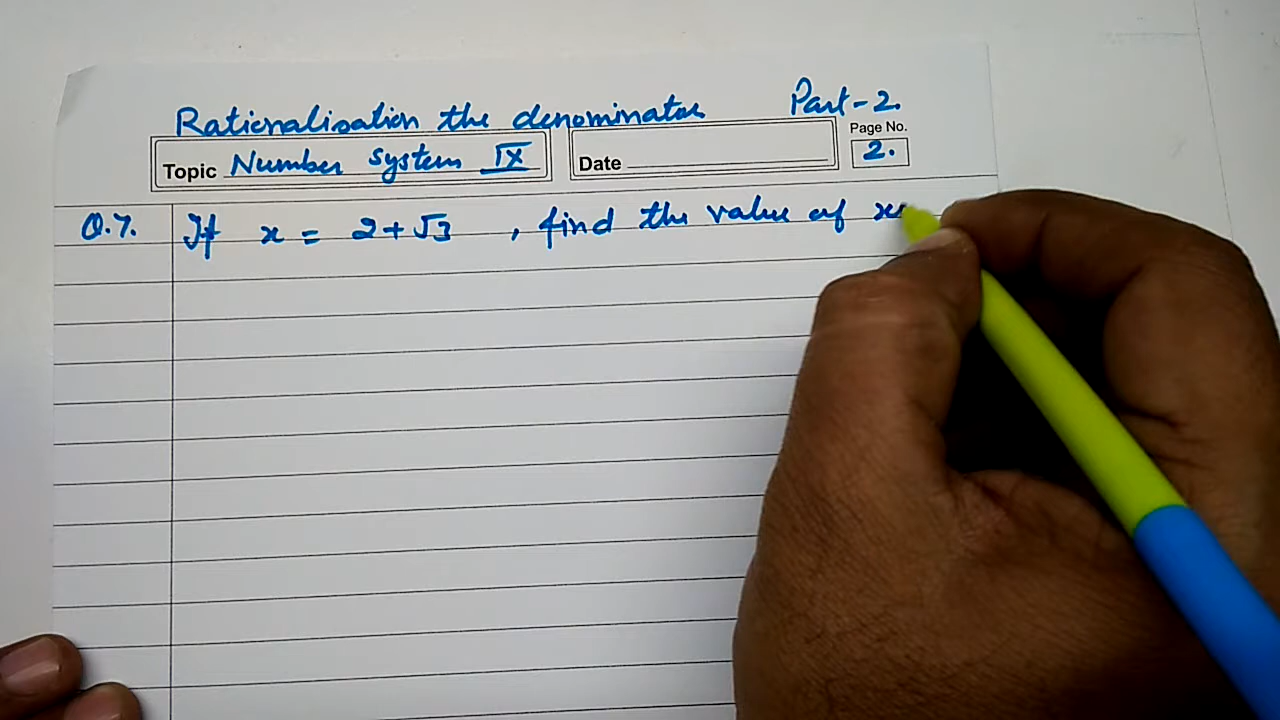 Rationalisation the denominator Part-2.
Topic Number System IX Date Page No. 2.
Q.7. If x = 2+√3 , find the value of x